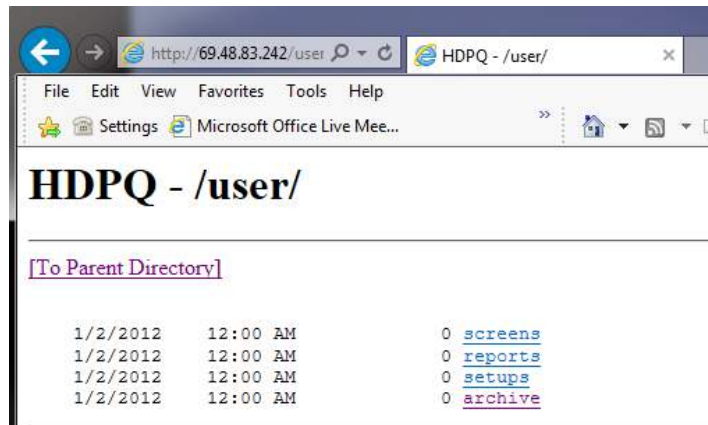 http://69.48.83.242/user
HDPQ - /user/
File Edit View Favorites Tools Help
Settings Microsoft Office Live Mee...
HDPQ - /user/
[To Parent Directory]
1/2/2012 12:00 AM 0 screens
1/2/2012 12:00 AM 0 reports
1/2/2012 12:00 AM 0 setups
1/2/2012 12:00 AM 0 archive